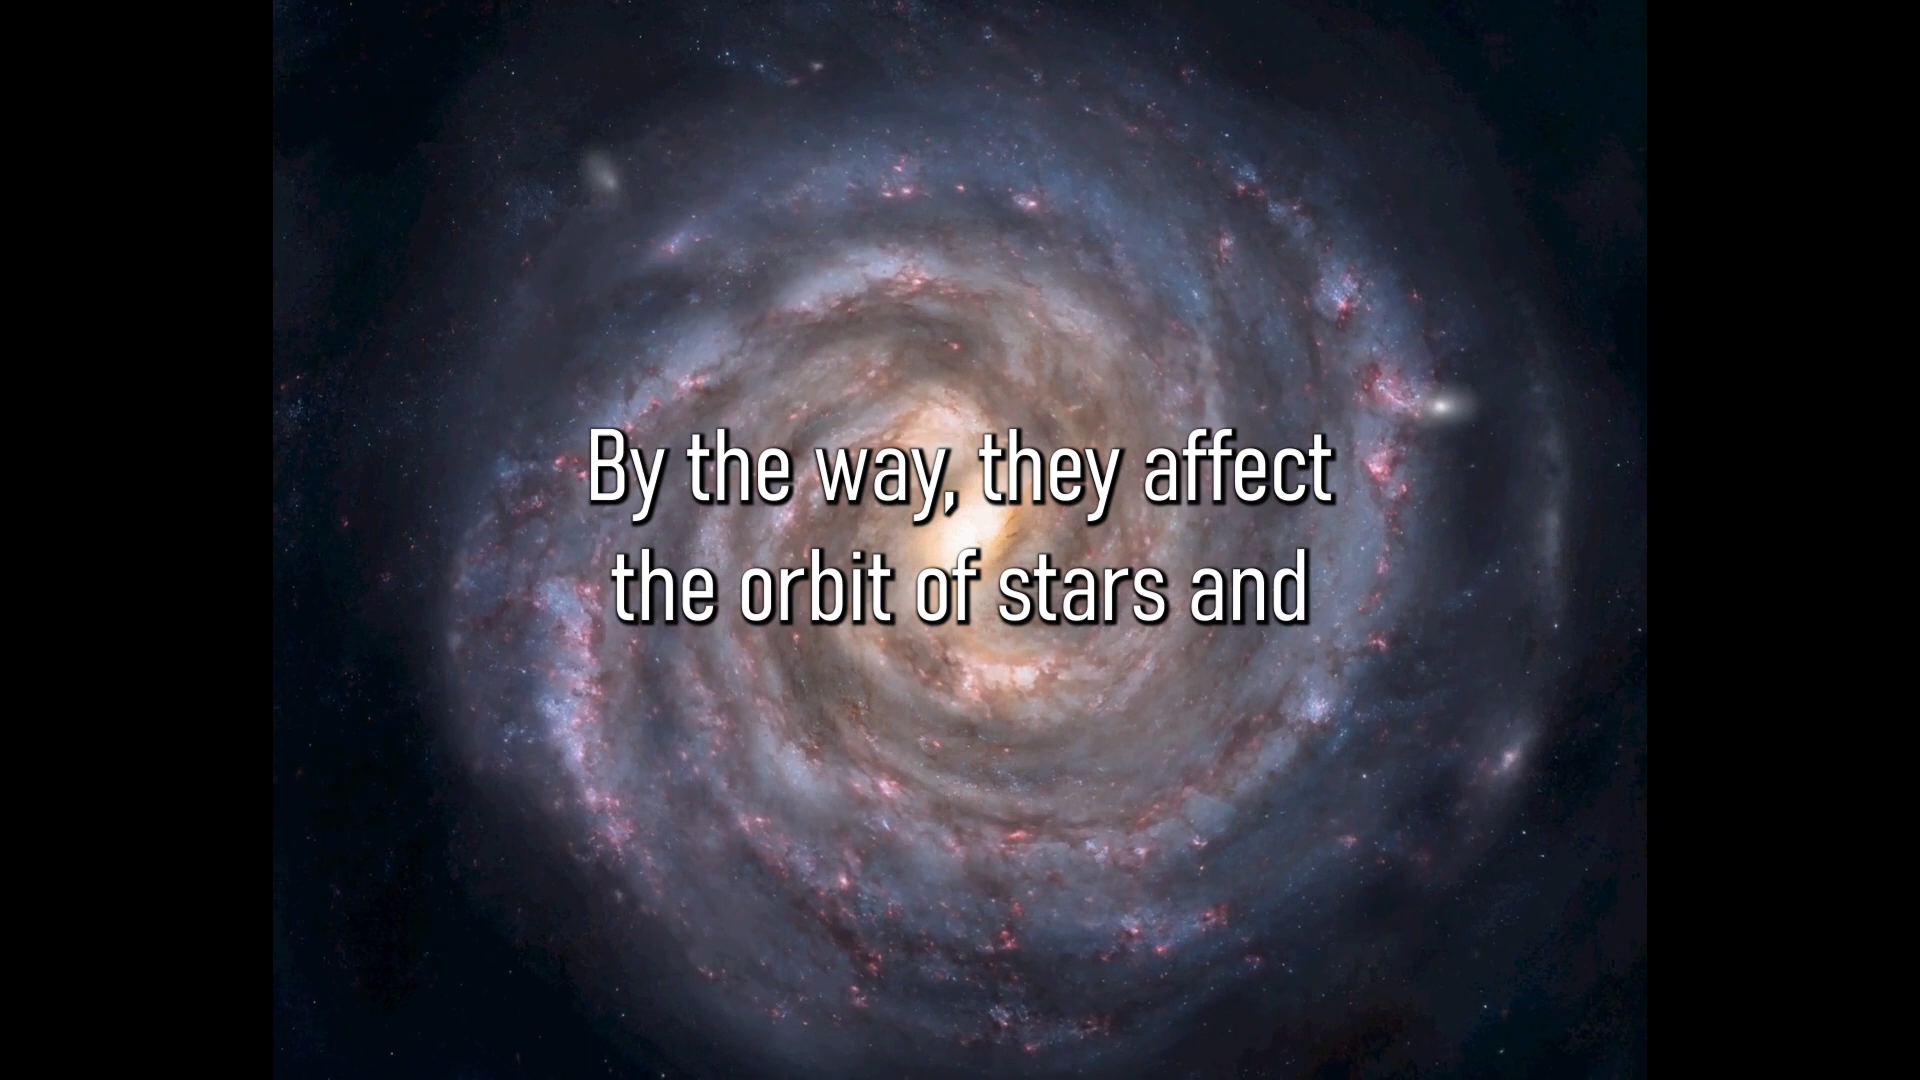 By the way, they affect
the orbit of stars and